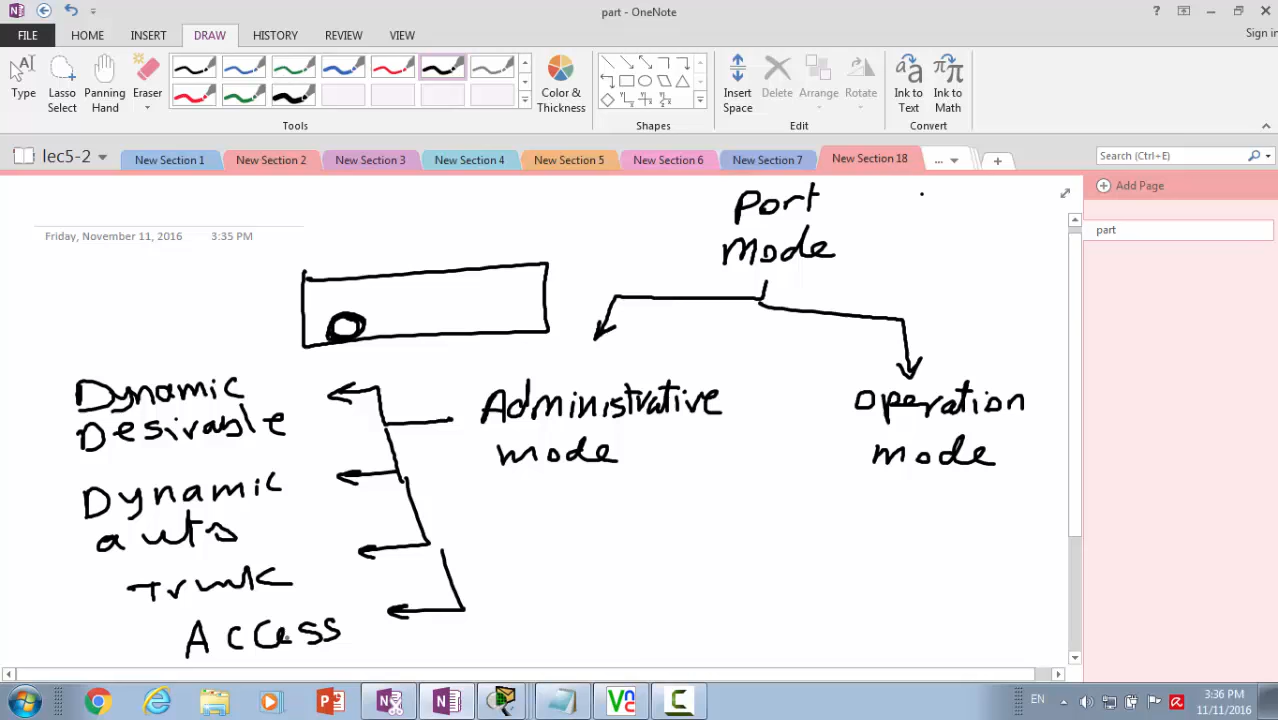 part - OneNote
Sign in
FILE HOME INSERT DRAW HISTORY REVIEW VIEW
Type
Lasso Select
Panning Hand
Eraser
Color & Thickness
Insert Space
Delete
Arrange
Rotate
Ink to Text
Ink to Math
Tools
Shapes
Edit
Convert
lec5-2
New Section 1 New Section 2 New Section 3 New Section 4 New Section 5 New Section 6 New Section 7 New Section 18 ...
Search (Ctrl+E)
Add Page
part
Friday, November 11, 2016 3:35 PM
Port
Mode
Administrative
mode
Operation
mode
Dynamic
Desirable
Dynamic
auto
Trunk
Access
EN
3:36 PM
11/11/2016